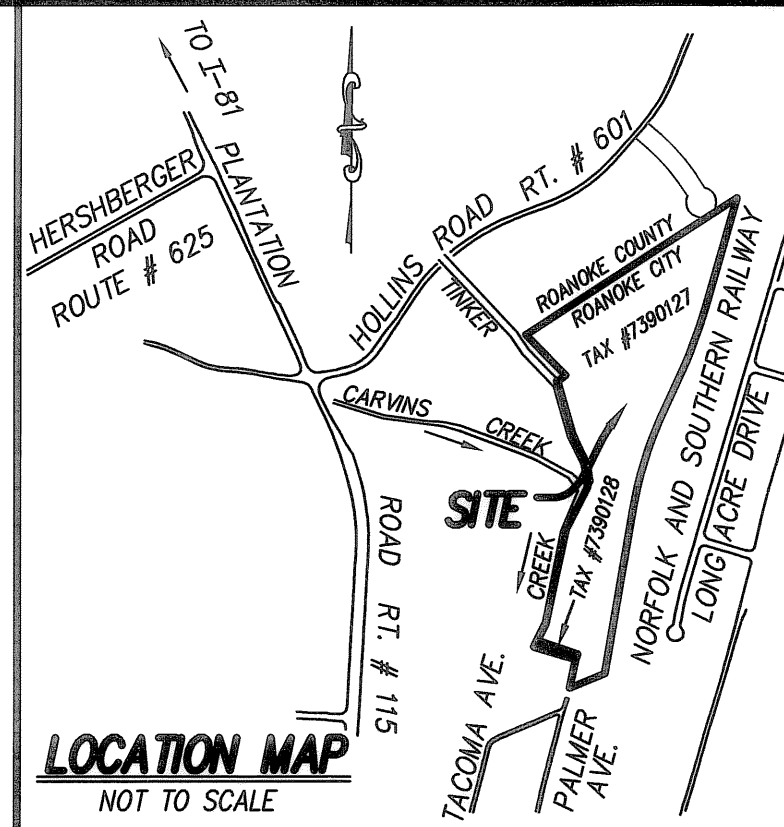 TO I-81
PLANTATION
HERSHBERGER
ROAD
ROUTE # 625
HOLLINS ROAD RT. # 601
TINKER
ROANOKE COUNTY
ROANOKE CITY
TAX #7390127
CARVINS CREEK
SITE
CREEK
TAX #7390128
NORFOLK AND SOUTHERN RAILWAY
LONG ACRE DRIVE
ROAD RT. # 115
TACOMA AVE.
PALMER
AVE.
LOCATION MAP
NOT TO SCALE